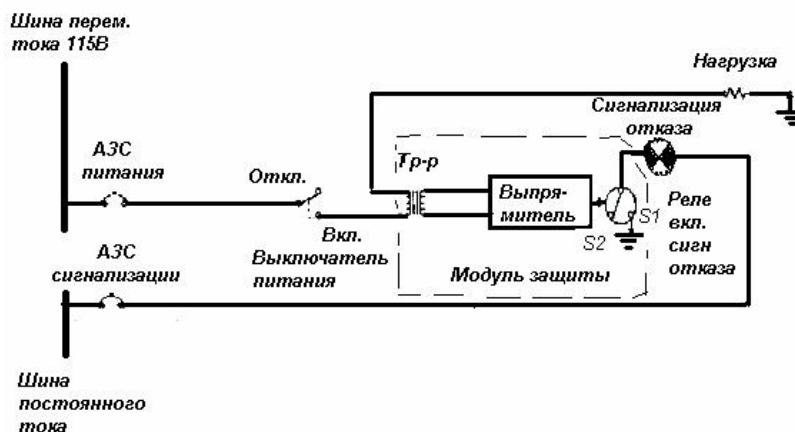 Шина перем.
тока 115В
Нагрузка
Сигнализация
отказа
АЗС
питания
Откл.
Тр-р
Выпря-
митель
S1
S2
Реле
вкл.
сигн
отказа
Вкл.
Выключатель
питания
Модуль защиты
АЗС
сигнализации
Шина
постоянного
тока